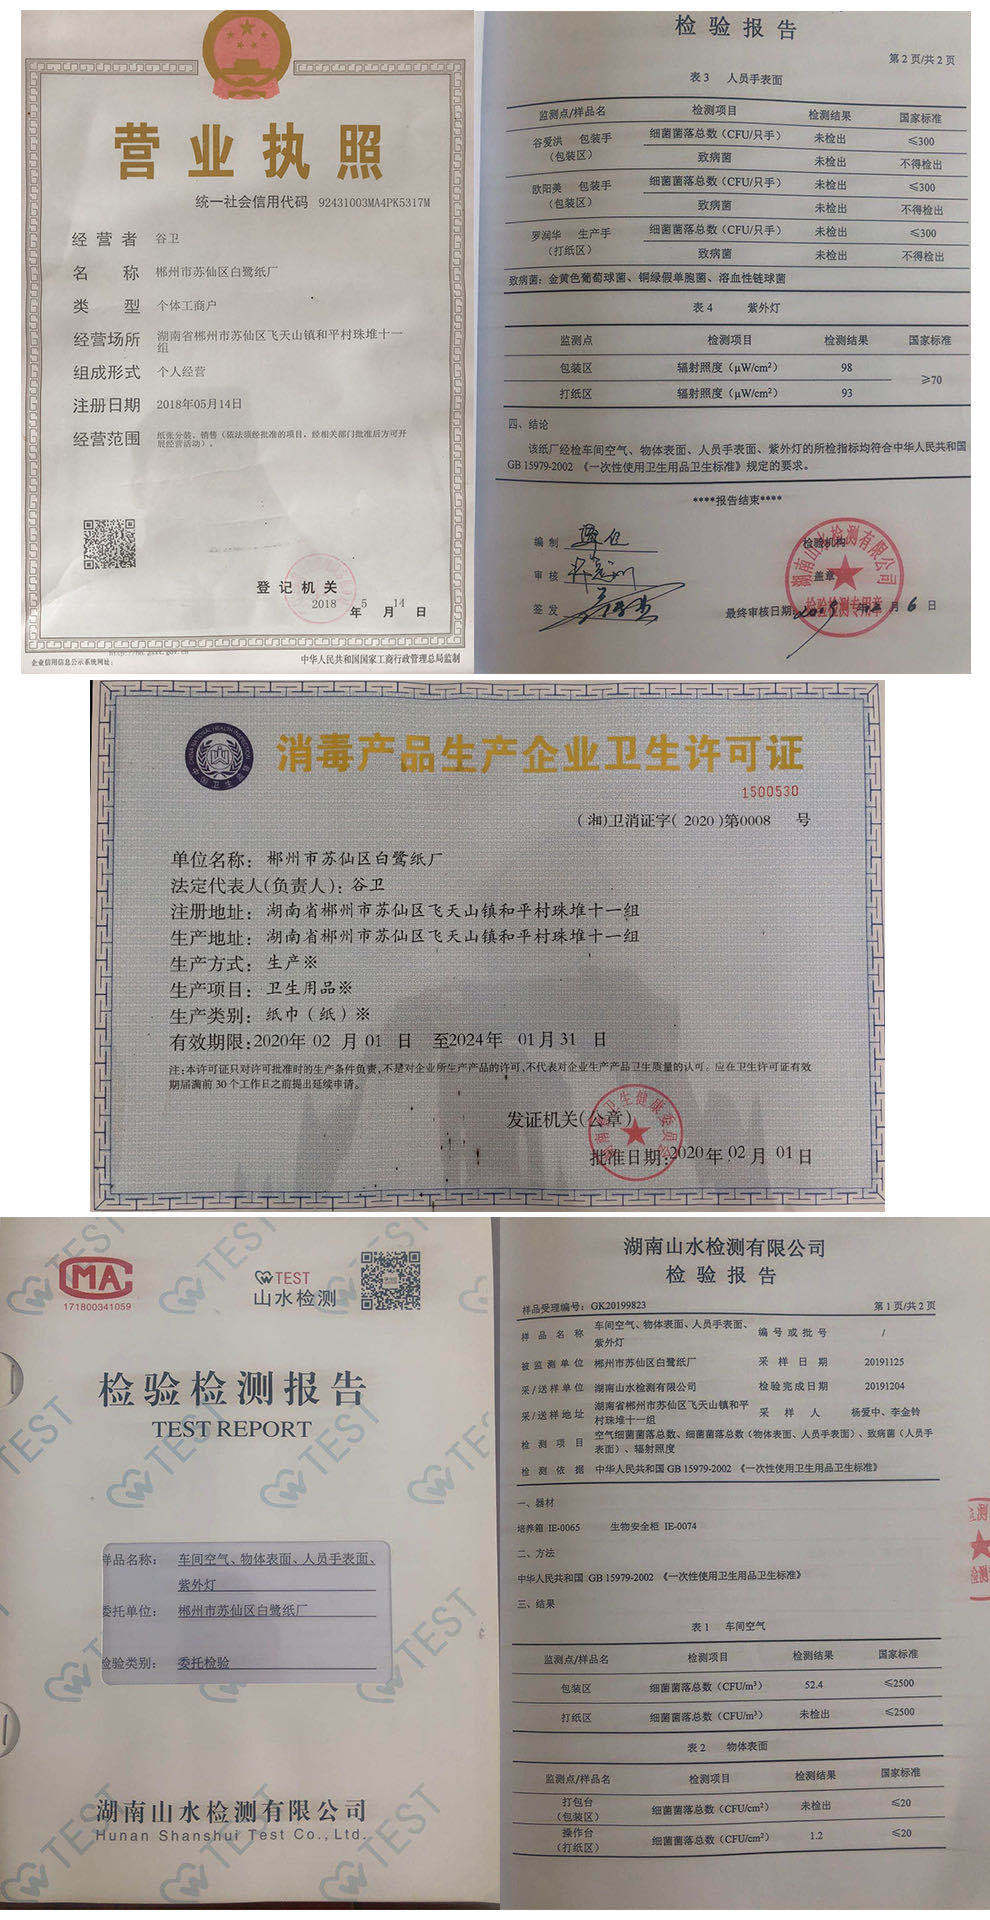 营业执照
统一社会信用代码 92431003MA4PK5317M
经营者 谷卫
名称 郴州市苏仙区白鹭纸厂
类型 个体工商户
经营场所 湖南省郴州市苏仙区飞天山镇和平村珠堆十一
组
组成形式 个人经营
注册日期 2018年05月14日
经营范围 纸张分装、销售（依法须经批准的项目，经相关部门批准后方可开
展经营活动）。
登记机关
2018 年 5 月 14 日
企业信用信息公示系统网址：
中华人民共和国国家工商行政管理总局监制
检验报告
第 2 页/共 2 页
表 3 人员手表面
监测点/样品名 检测项目 检测结果 国家标准
谷爱洪 包装手 细菌菌落总数（CFU/只手） 未检出 ≤300
（包装区） 致病菌 未检出 不得检出
欧阳美 包装手 细菌菌落总数（CFU/只手） 未检出 ≤300
（包装区） 致病菌 未检出 不得检出
罗润华 生产手 细菌菌落总数（CFU/只手） 未检出 ≤300
（打纸区） 致病菌 未检出 不得检出
致病菌：金黄色葡萄球菌、铜绿假单胞菌、溶血性链球菌
表 4 紫外灯
监测点 检测项目 检测结果 国家标准
包装区 辐射照度（μW/cm²） 98
≥70
打纸区 辐射照度（μW/cm²） 93
四、结论
该纸厂经检车间空气、物体表面、人员手表面、紫外灯的所检指标均符合中华人民共和国
GB 15979-2002 《一次性使用卫生用品卫生标准》规定的要求。
****报告结束****
编制
检验机构
审核
盖章
签发
最终审核日期: 月 6 日
湖南山水检测有限公司
检验检测专用章
消毒产品生产企业卫生许可证
1500530
（湘）卫消证字（2020）第0008 号
单位名称：郴州市苏仙区白鹭纸厂
法定代表人（负责人）：谷卫
注册地址：湖南省郴州市苏仙区飞天山镇和平村珠堆十一组
生产地址：湖南省郴州市苏仙区飞天山镇和平村珠堆十一组
生产方式：生产※
生产项目：卫生用品※
生产类别：纸巾（纸）※
有效期限：2020年 02 月 01 日 至2024年 01月 31 日
注：本许可证只对许可批准时的生产条件负责，不是对企业所生产产品的许可，不代表对企业生产产品卫生质量的认可。应在卫生许可证有效
期届满前 30 个工作日之前提出延续申请。
发证机关（公章）
批准日期：2020年 02 月 01 日
湖南省卫生健康委员会
CMA
171800341059
TEST
山水检测
检验检测报告
TEST REPORT
样品名称： 车间空气、物体表面、人员手表面、
紫外灯
委托单位： 郴州市苏仙区白鹭纸厂
检验类别： 委托检验
湖南山水检测有限公司
Hunan Shanshui Test Co., Ltd.
湖南山水检测有限公司
检验报告
样品受理编号：GK20199823 第 1 页/共 2 页
样品名称 车间空气、物体表面、人员手表面、
紫外灯 编号或批号 /
被监测单位 郴州市苏仙区白鹭纸厂 采样日期 20191125
采/送样单位 湖南山水检测有限公司 检验完成日期 20191204
采/送样地址 湖南省郴州市苏仙区飞天山镇和平
村珠堆十一组 采样人 杨爱中、李金铃
检测项目 空气细菌菌落总数、细菌菌落总数（物体表面、人员手表面）、致病菌（人员手
表面）、辐射照度
检测依据 中华人民共和国 GB 15979-2002 《一次性使用卫生用品卫生标准》
一、器材
培养箱 IE-0065 生物安全柜 IE-0074
二、方法
中华人民共和国 GB 15979-2002 《一次性使用卫生用品卫生标准》
三、结果
表 1 车间空气
监测点/样品名 检测项目 检测结果 国家标准
包装区 细菌菌落总数（CFU/m³） 52.4 ≤2500
打纸区 细菌菌落总数（CFU/m³） 未检出 ≤2500
表 2 物体表面
监测点/样品名 检测项目 检测结果 国家标准
打包台
（包装区） 细菌菌落总数（CFU/cm²） 未检出 ≤20
操作台
（打纸区） 细菌菌落总数（CFU/cm²） 1.2 ≤20